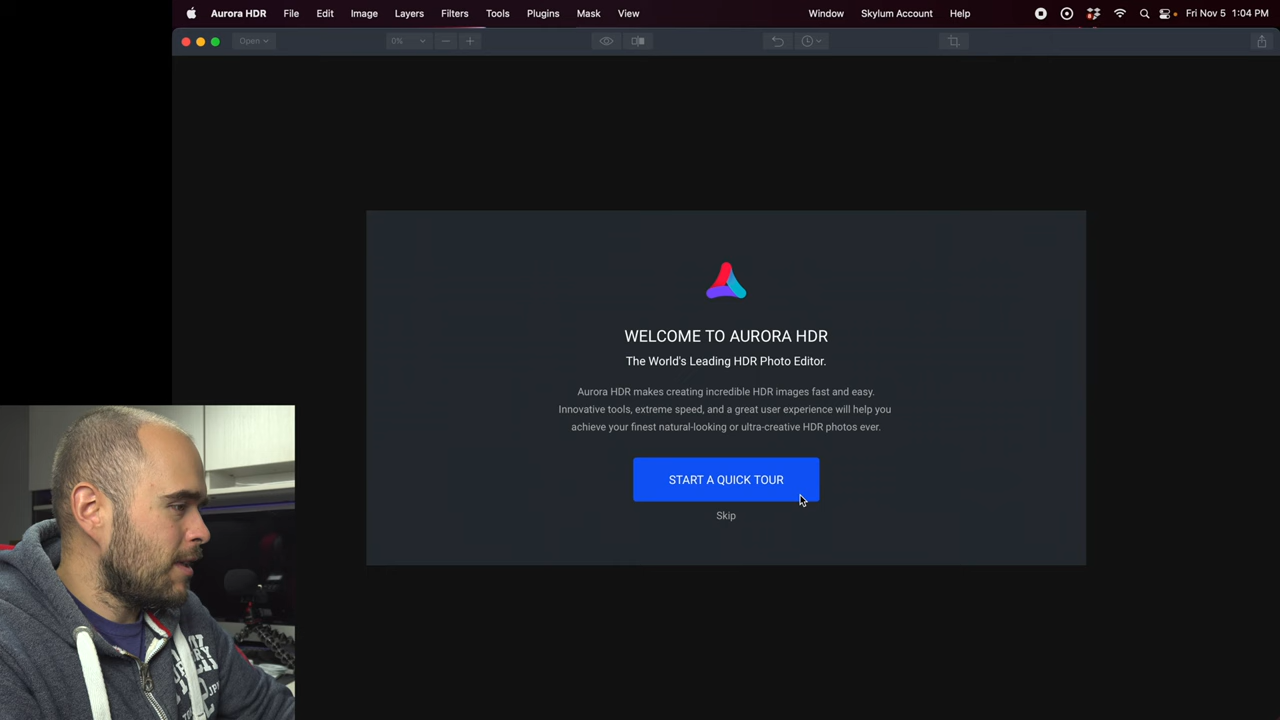 Aurora HDR File Edit Image Layers Filters Tools Plugins Mask View Window Skylum Account Help Fri Nov 5 1:04 PM
Open 0%
WELCOME TO AURORA HDR
The World's Leading HDR Photo Editor.
Aurora HDR makes creating incredible HDR images fast and easy.
Innovative tools, extreme speed, and a great user experience will help you
achieve your finest natural-looking or ultra-creative HDR photos ever.
START A QUICK TOUR
Skip